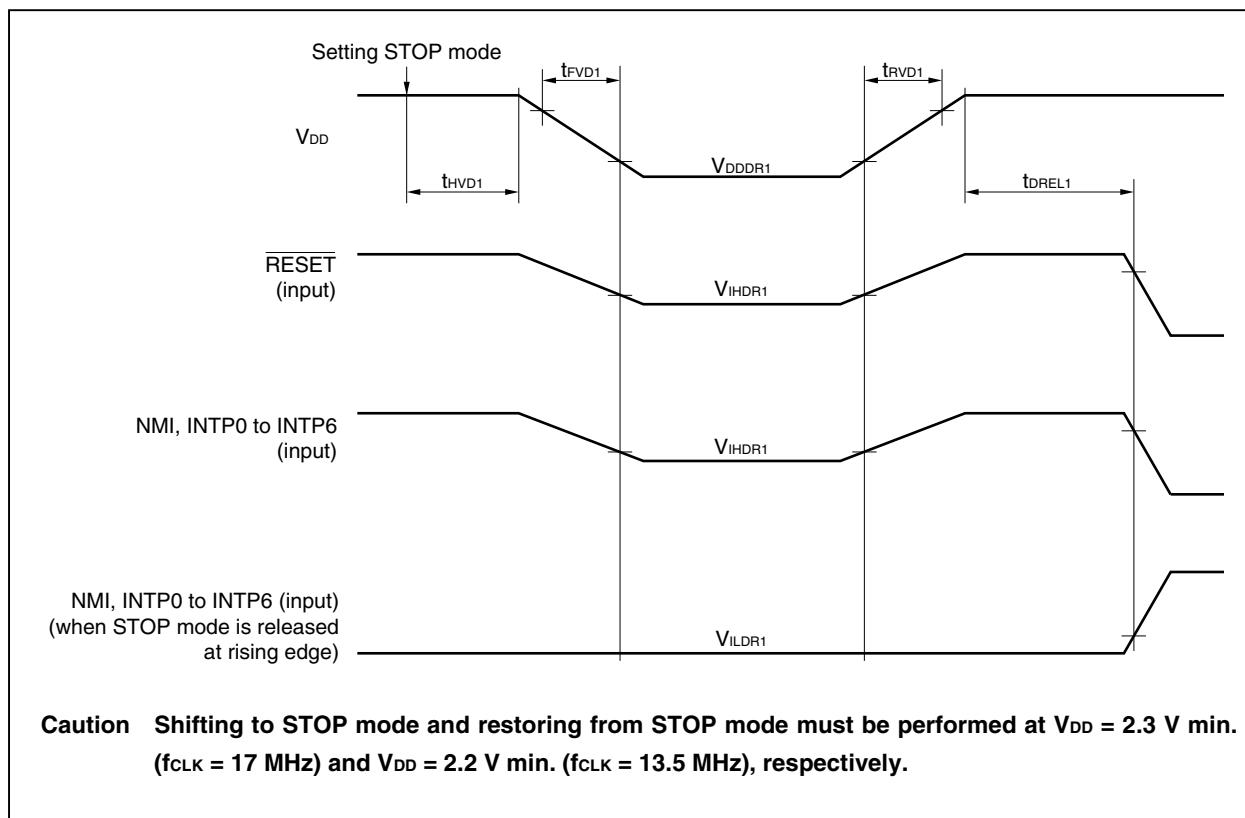 Setting STOP mode
tFVD1
tRVD1
VDD
VDDDR1
tHVD1
tDREL1
RESET
(input)
VIHDR1
NMI, INTP0 to INTP6
(input)
VIHDR1
NMI, INTP0 to INTP6 (input)
(when STOP mode is released
at rising edge)
VILDR1
Caution Shifting to STOP mode and restoring from STOP mode must be performed at VDD = 2.3 V min.
(fCLK = 17 MHz) and VDD = 2.2 V min. (fCLK = 13.5 MHz), respectively.